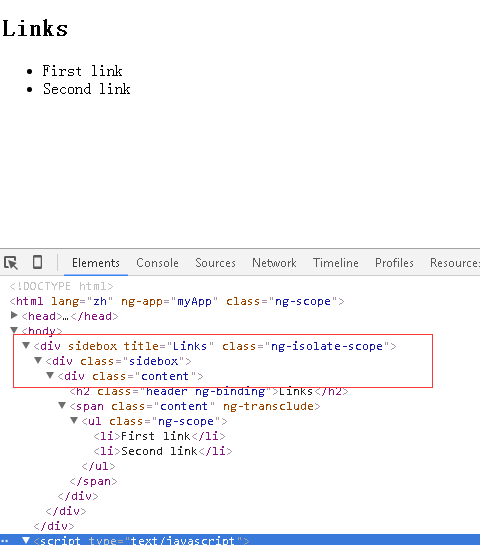 Links
First link
Second link
Elements Console Sources Network Timeline Profiles Resources
<!DOCTYPE html>
<html lang="zh" ng-app="myApp" class="ng-scope">
<head>…</head>
<body>
<div sidebox title="Links" class="ng-isolate-scope">
<div class="sidebox">
<div class="content">
<h2 class="header ng-binding">Links</h2>
<span class="content" ng-transclude>
<ul class="ng-scope">
<li>First link</li>
<li>Second link</li>
</ul>
</span>
</div>
</div>
</div>
<script type="text/javascript">